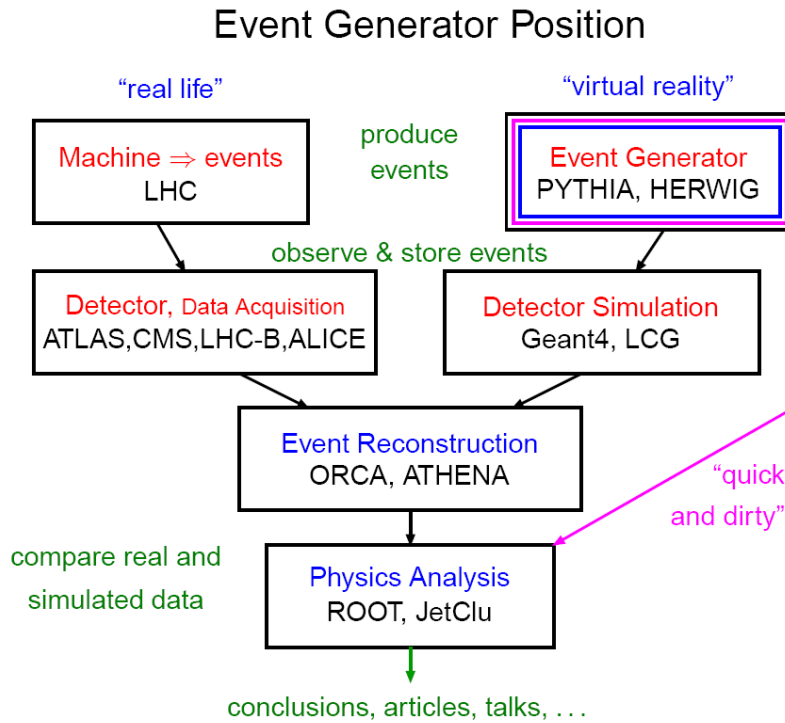 Event Generator Position
“real life”
“virtual reality”
Machine ⇒ events
LHC
produce
events
Event Generator
PYTHIA, HERWIG
observe & store events
Detector, Data Acquisition
ATLAS,CMS,LHC-B,ALICE
Detector Simulation
Geant4, LCG
Event Reconstruction
ORCA, ATHENA
“quick
and dirty”
compare real and
simulated data
Physics Analysis
ROOT, JetClu
conclusions, articles, talks, . . .